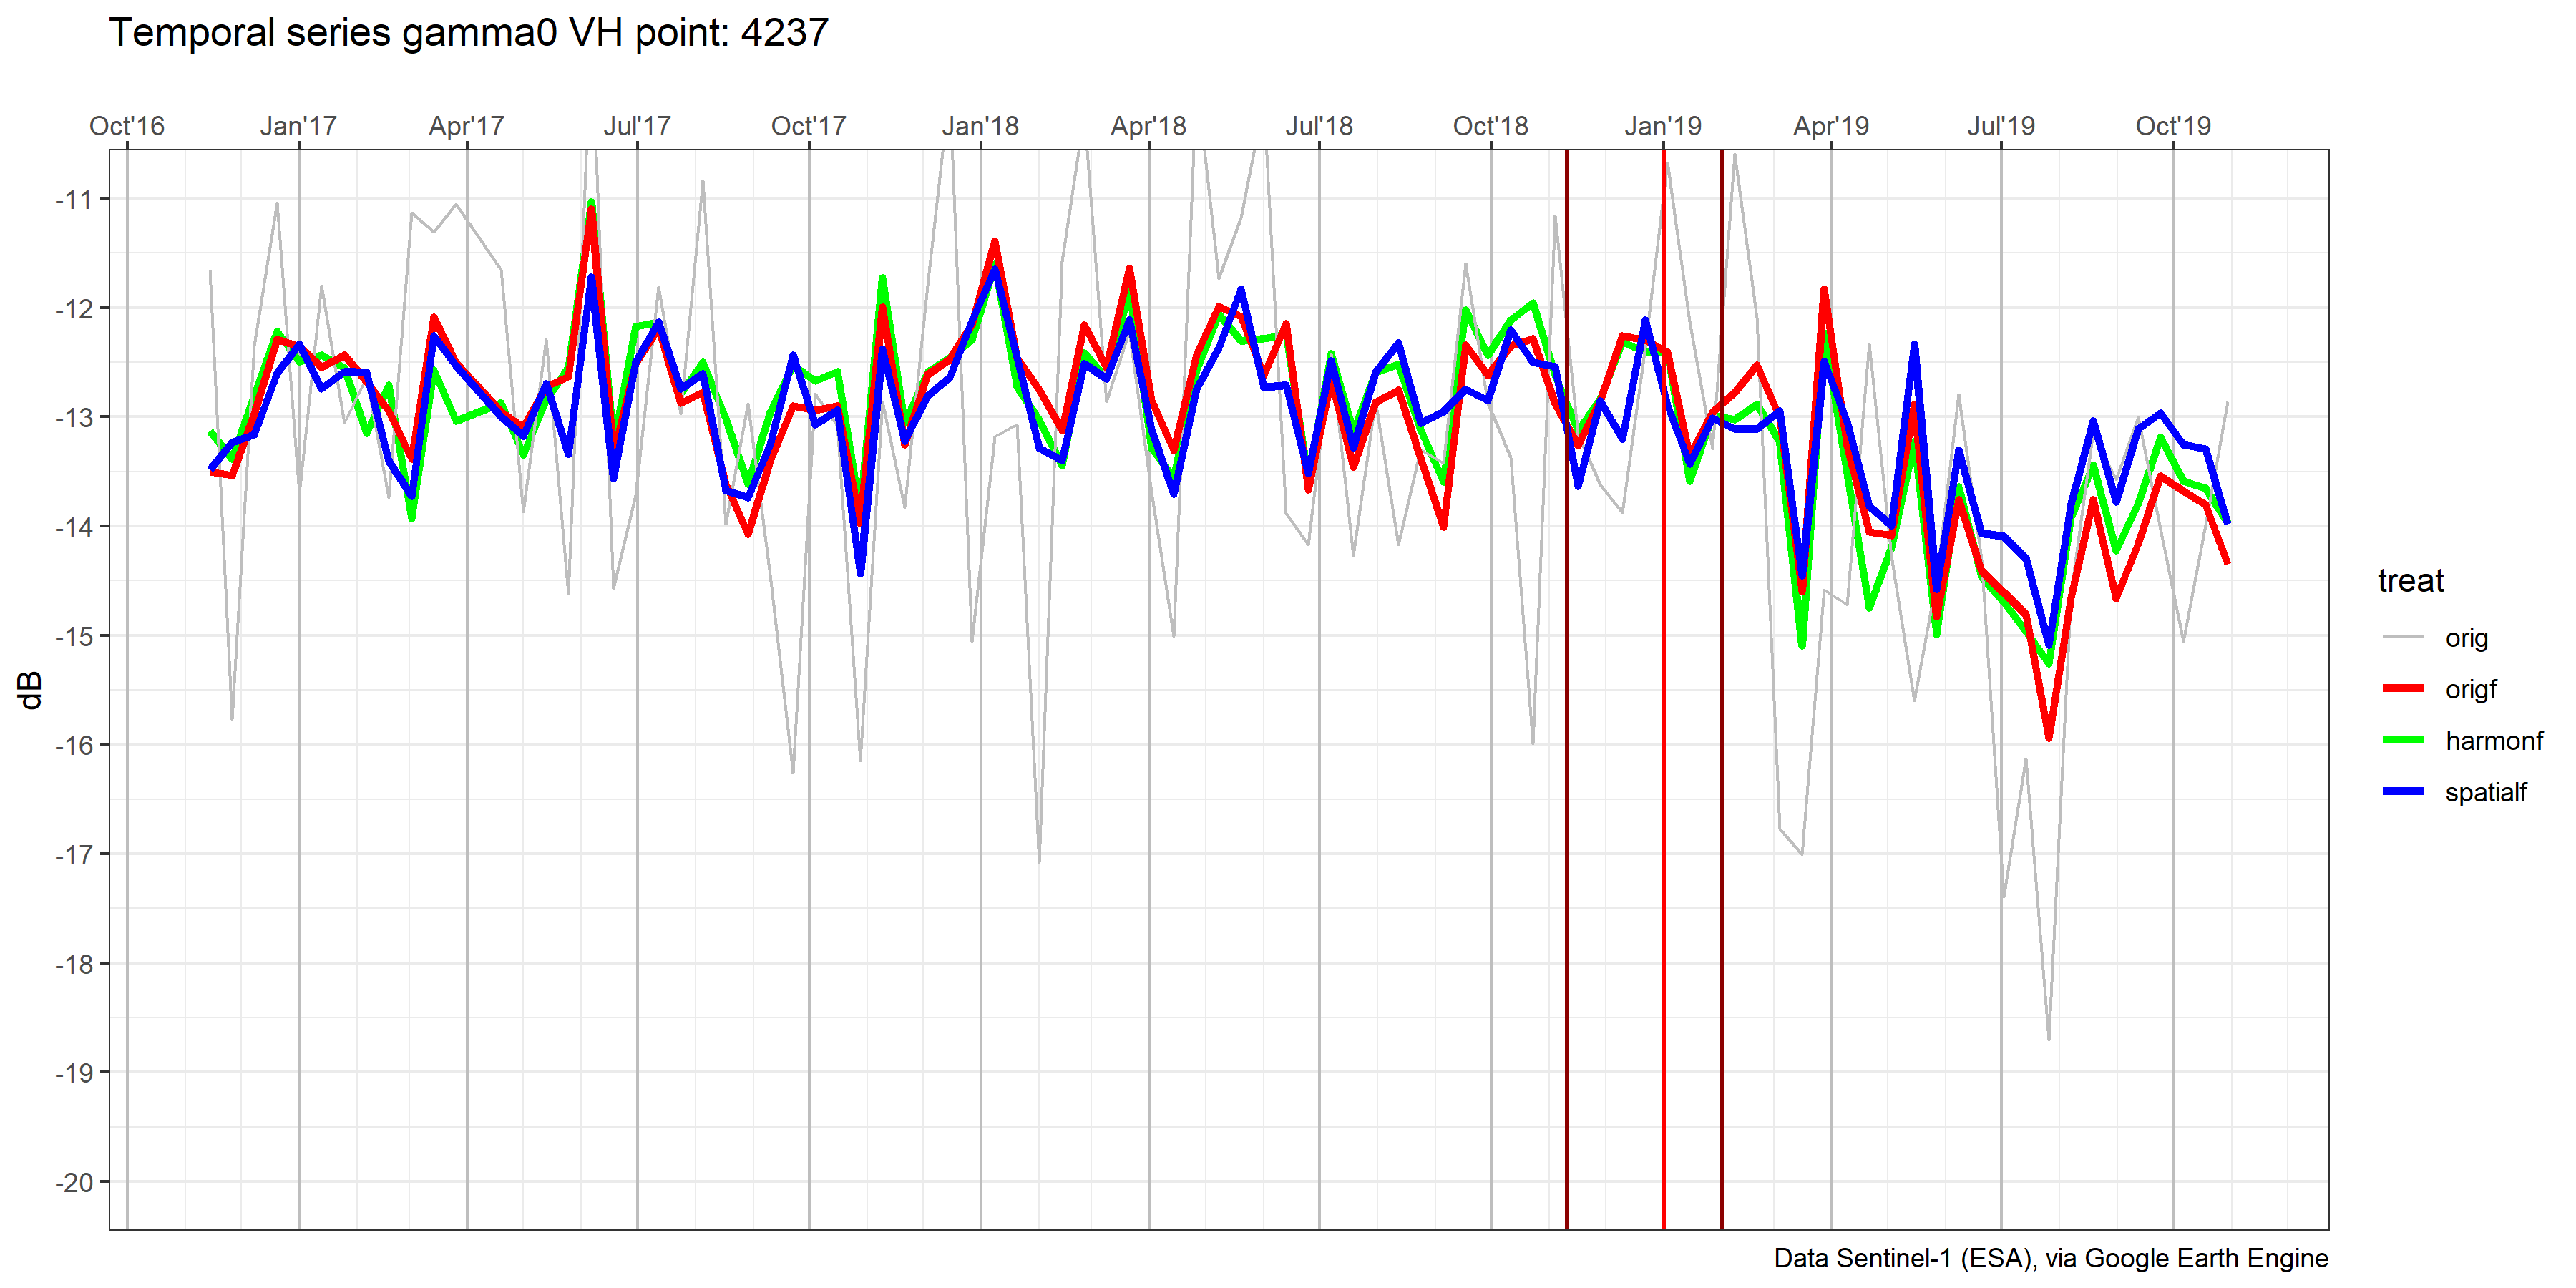 Temporal series gamma0 VH point: 4237
Oct'16 Jan'17 Apr'17 Jul'17 Oct'17 Jan'18 Apr'18 Jul'18 Oct'18 Jan'19 Apr'19 Jul'19 Oct'19
-11
-12
-13
-14
-15
-16
-17
-18
-19
-20
dB
treat
orig
origf
harmonf
spatialf
Data Sentinel-1 (ESA), via Google Earth Engine